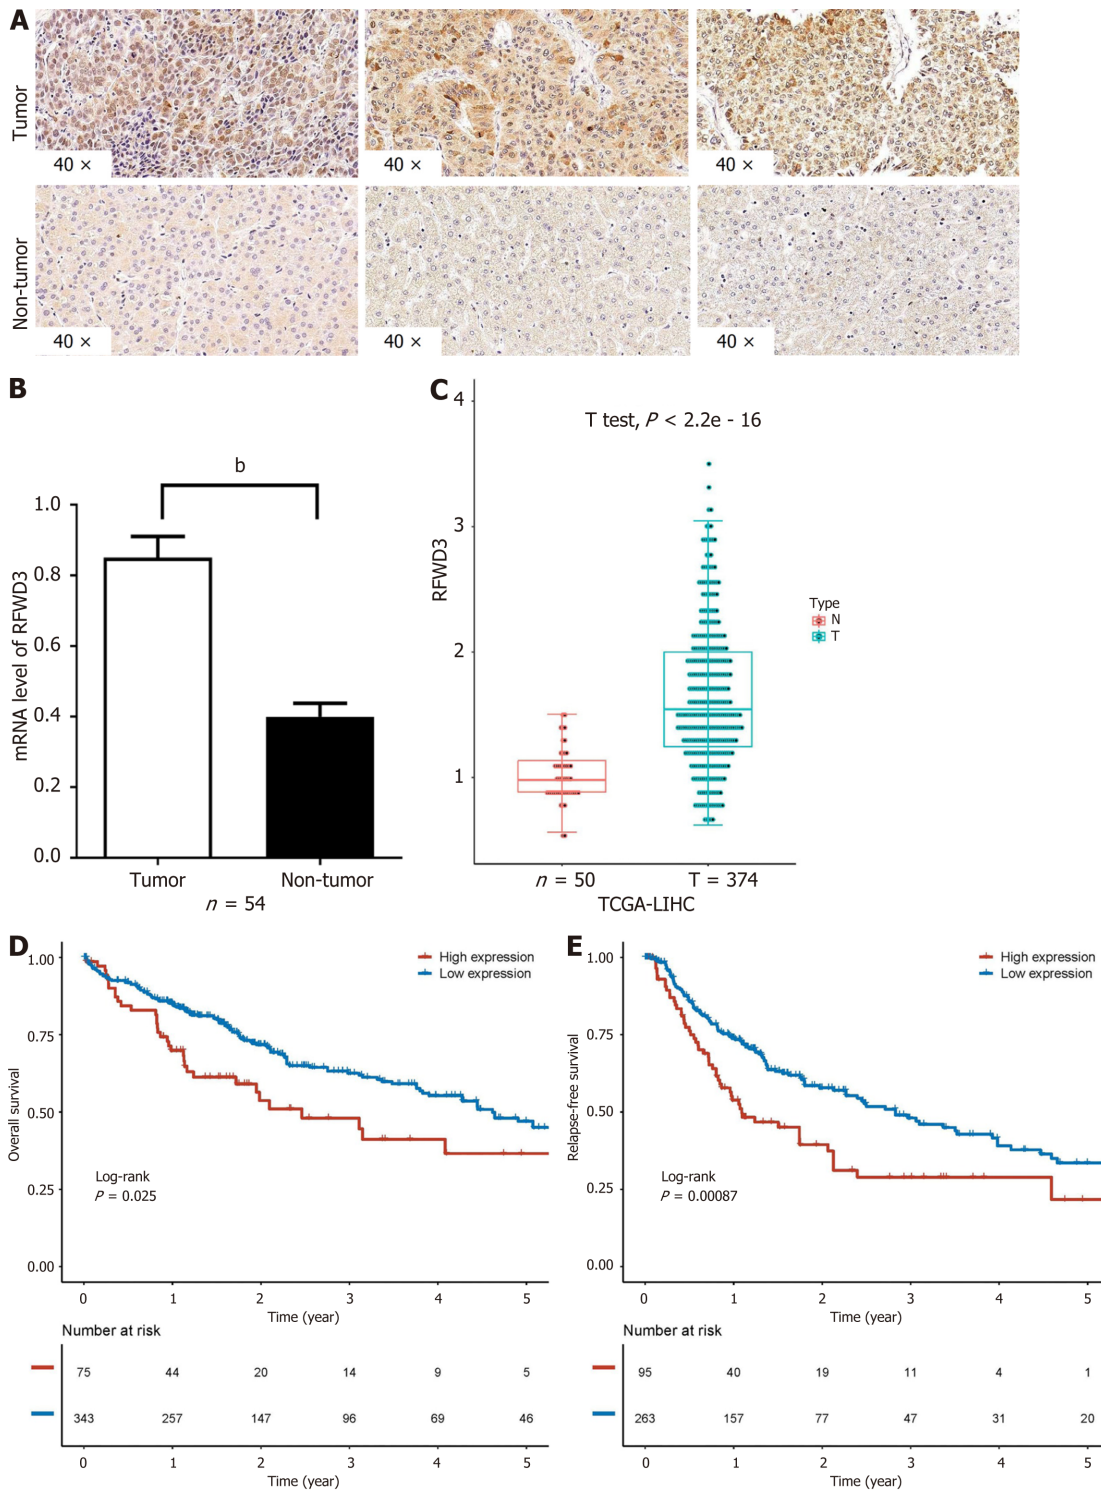 A
Tumor
40 ×
40 ×
40 ×
Non-tumor
40 ×
40 ×
40 ×
B
b
mRNA level of RFWD3
1.0
0.8
0.6
0.4
0.2
0.0
Tumor
Non-tumor
n = 54
C
T test, P < 2.2e - 16
RFWD3
4
3
2
1
Type
N
T
n = 50
T = 374
TCGA-LIHC
D
High expression
Low expression
Overall survival
1.00
0.75
0.50
0.25
0.00
Log-rank
P = 0.025
0 1 2 3 4 5
Time (year)
Number at risk
75 44 20 14 9 5
343 257 147 96 69 46
0 1 2 3 4 5
Time (year)
E
High expression
Low expression
Relapse-free survival
1.00
0.75
0.50
0.25
0.00
Log-rank
P = 0.00087
0 1 2 3 4 5
Time (year)
Number at risk
95 40 19 11 4 1
263 157 77 47 31 20
0 1 2 3 4 5
Time (year)